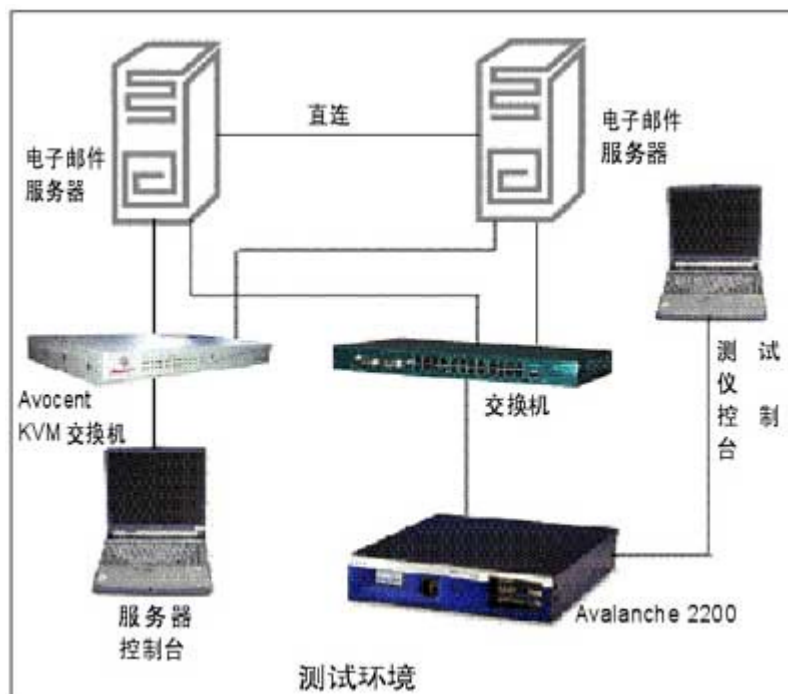 直连
电子邮件
服务器
电子邮件
服务器
测 试
仪
控 制
台
Avocent
KVM 交换机
交换机
服务器
控制台
Avalanche 2200
测试环境